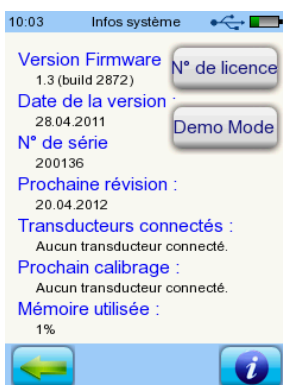 10:03 Infos système
Version Firmware
N° de licence
1.3 (build 2872)
Date de la version :
Demo Mode
28.04.2011
N° de série
200136
Prochaine révision :
20.04.2012
Transducteurs connectés :
Aucun transducteur connecté.
Prochain calibrage :
Aucun transducteur connecté.
Mémoire utilisée :
1%
i